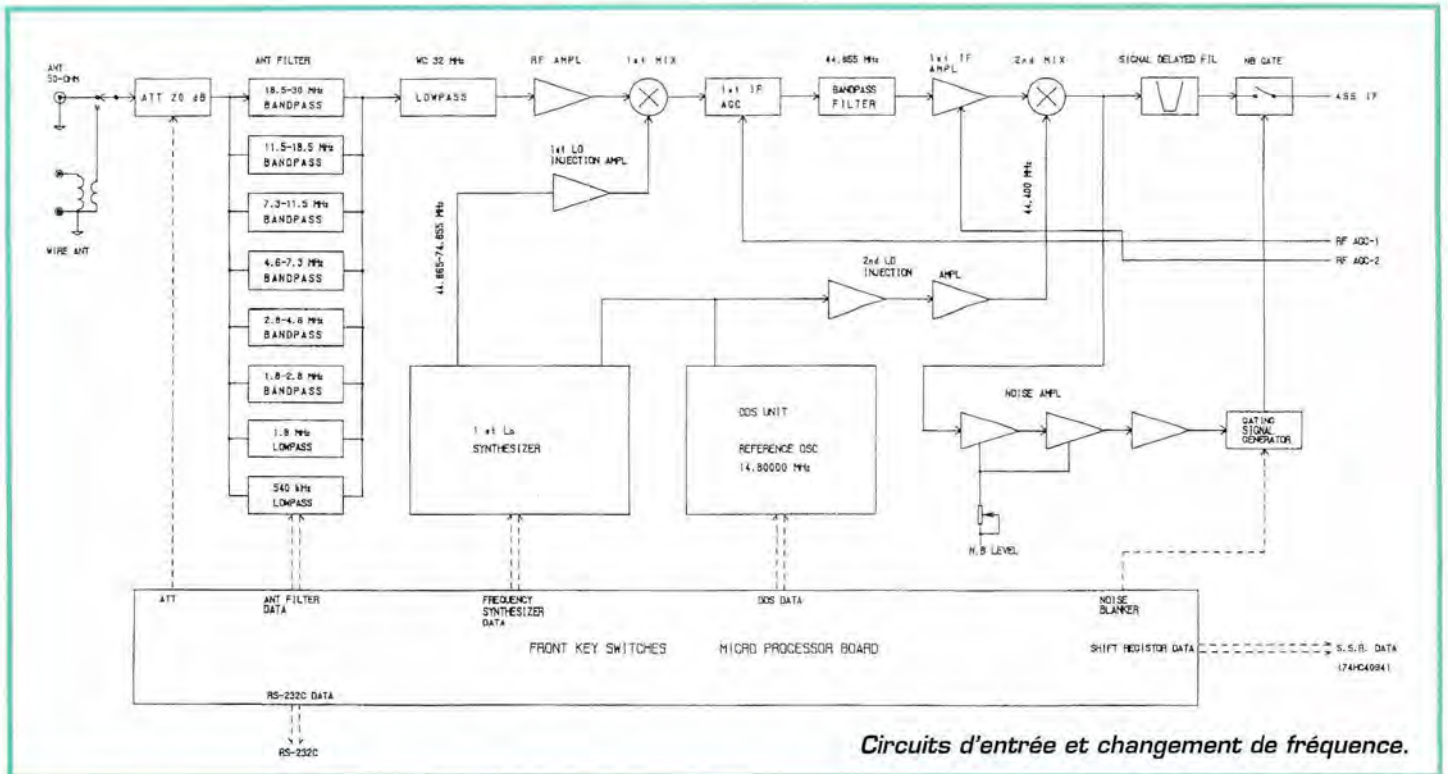 ANT
50-OHM
ATT 20 dB
WIRE ANT
ANT FILTER
18.5-30 MHz
BANDPASS
11.5-18.5 MHz
BANDPASS
7.3-11.5 MHz
BANDPASS
4.6-7.3 MHz
BANDPASS
2.8-4.6 MHz
BANDPASS
1.8-2.8 MHz
BANDPASS
1.8 MHz
LOWPASS
540 kHz
LOWPASS
WC 32 MHz
LOWPASS
RF AMPL
1st MIX
1st IF
AGC
44.855 MHz
BANDPASS
FILTER
1st IF
AMPL
2nd MIX
SIGNAL DELAYED FIL
NB GATE
455 IF
1st LO
INJECTION AMPL
44.865-74.855 MHz
44.400 MHz
RF AGC-1
RF AGC-2
2nd LO
INJECTION
AMPL
1 st Lo
SYNTHESIZER
DDS UNIT
REFERENCE OSC
14.80000 MHz
NOISE AMPL
GATING
SIGNAL
GENERATOR
N.B LEVEL
ATT
ANT FILTER
DATA
FREQUENCY
SYNTHESIZER
DATA
DDS DATA
NOISE
BLANKER
FRONT KEY SWITCHES
MICRO PROCESSOR BOARD
SHIFT REGISTOR DATA
S.S.B. DATA
(74HC4094)
RS-232C DATA
RS-232C
Circuits d'entrée et changement de fréquence.